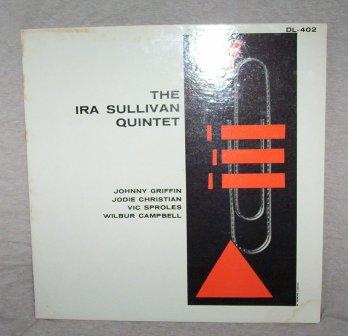 DL-402
THE
IRA SULLIVAN
QUINTET
JOHNNY GRIFFIN
JODIE CHRISTIAN
VIC SPROLES
WILBUR CAMPBELL